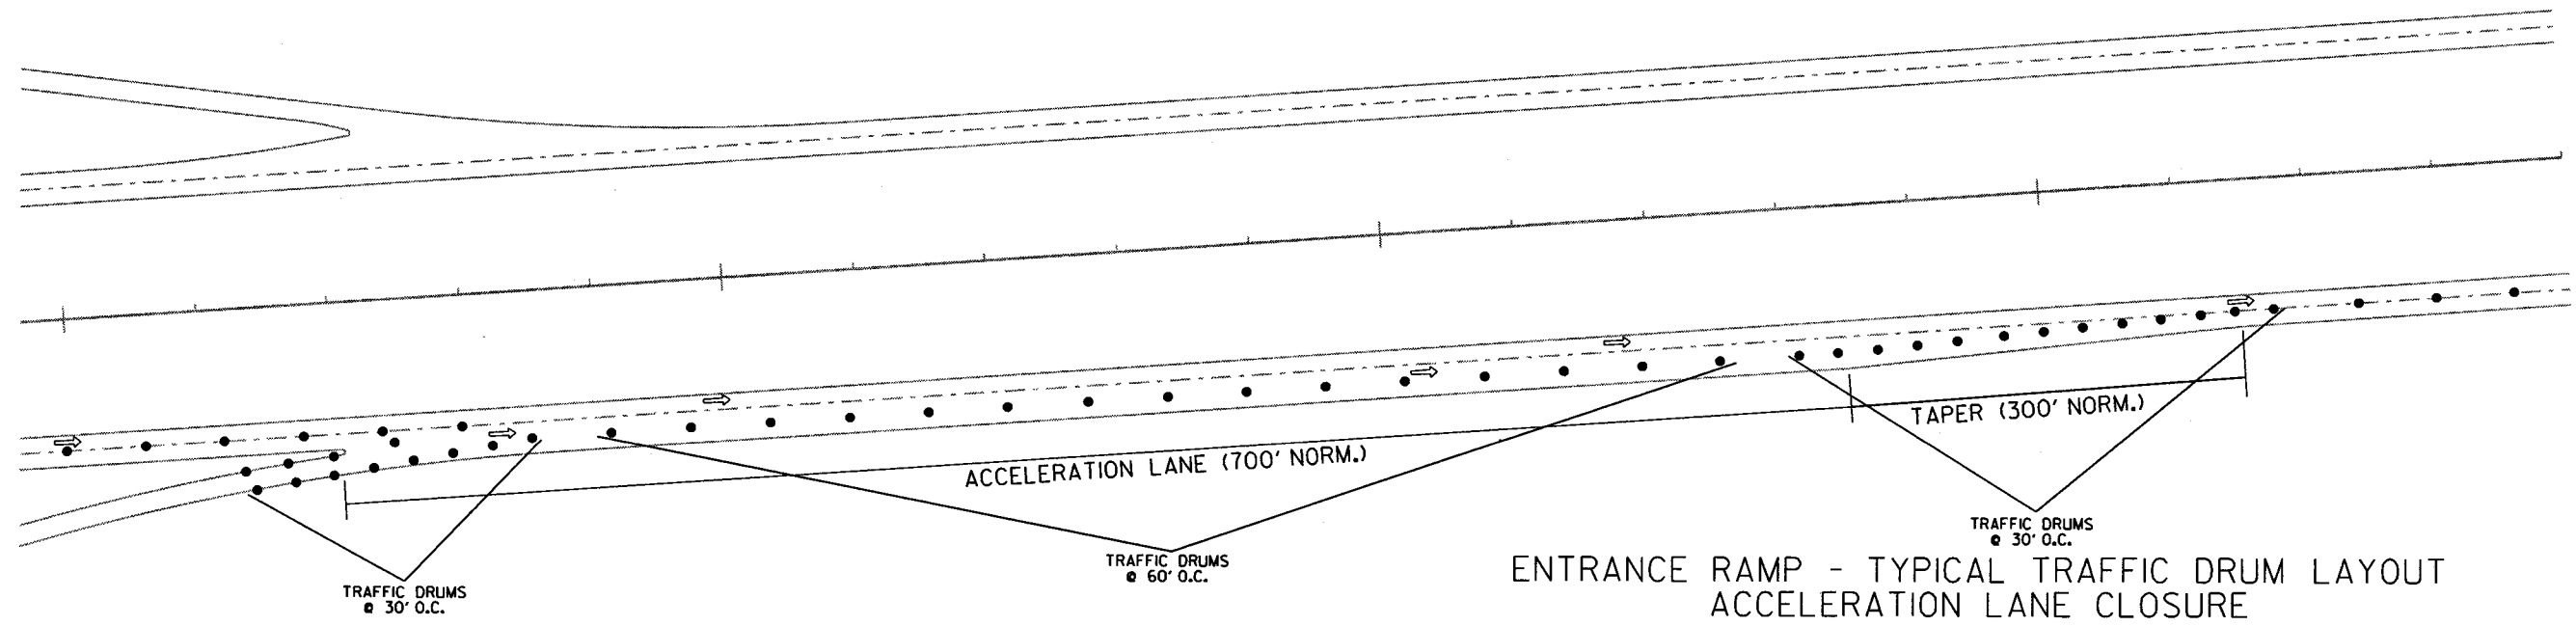 ACCELERATION LANE (700' NORM.)
TAPER (300' NORM.)
TRAFFIC DRUMS
@ 30' O.C.
TRAFFIC DRUMS
@ 60' O.C.
TRAFFIC DRUMS
@ 30' O.C.
ENTRANCE RAMP - TYPICAL TRAFFIC DRUM LAYOUT
ACCELERATION LANE CLOSURE